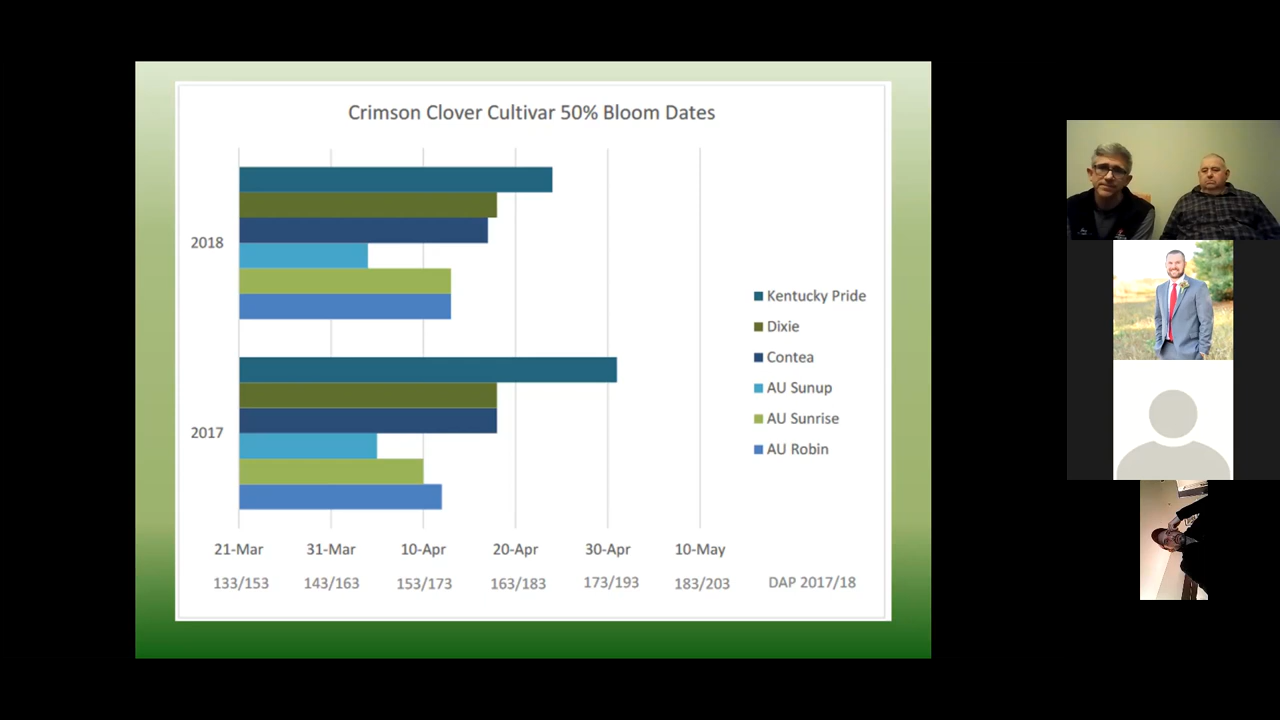 Crimson Clover Cultivar 50% Bloom Dates
2018
2017
Kentucky Pride
Dixie
Contea
AU Sunup
AU Sunrise
AU Robin
21-Mar 31-Mar 10-Apr 20-Apr 30-Apr 10-May
133/153 143/163 153/173 163/183 173/193 183/203 DAP 2017/18